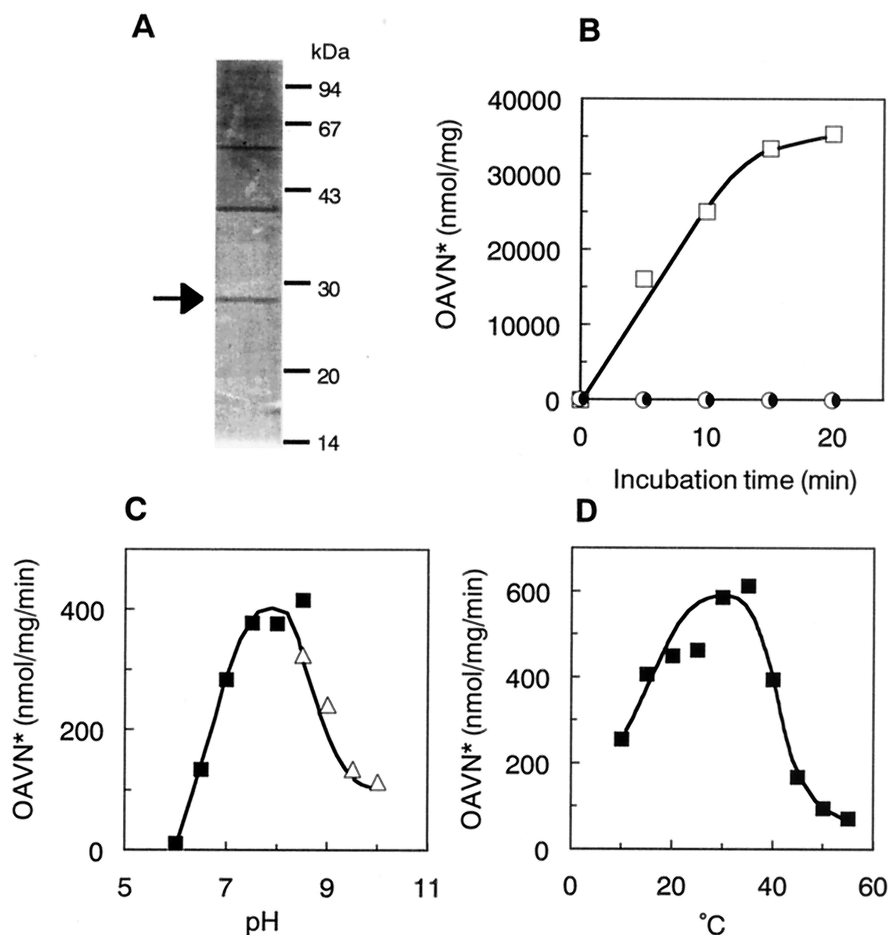 A
kDa
94
67
43
30
20
14
B
OAVN* (nmol/mg)
40000
30000
20000
10000
0
0 10 20
Incubation time (min)
C
OAVN* (nmol/mg/min)
400
200
0
5 7 9 11
pH
D
OAVN* (nmol/mg/min)
600
400
200
0
0 20 40 60
°C